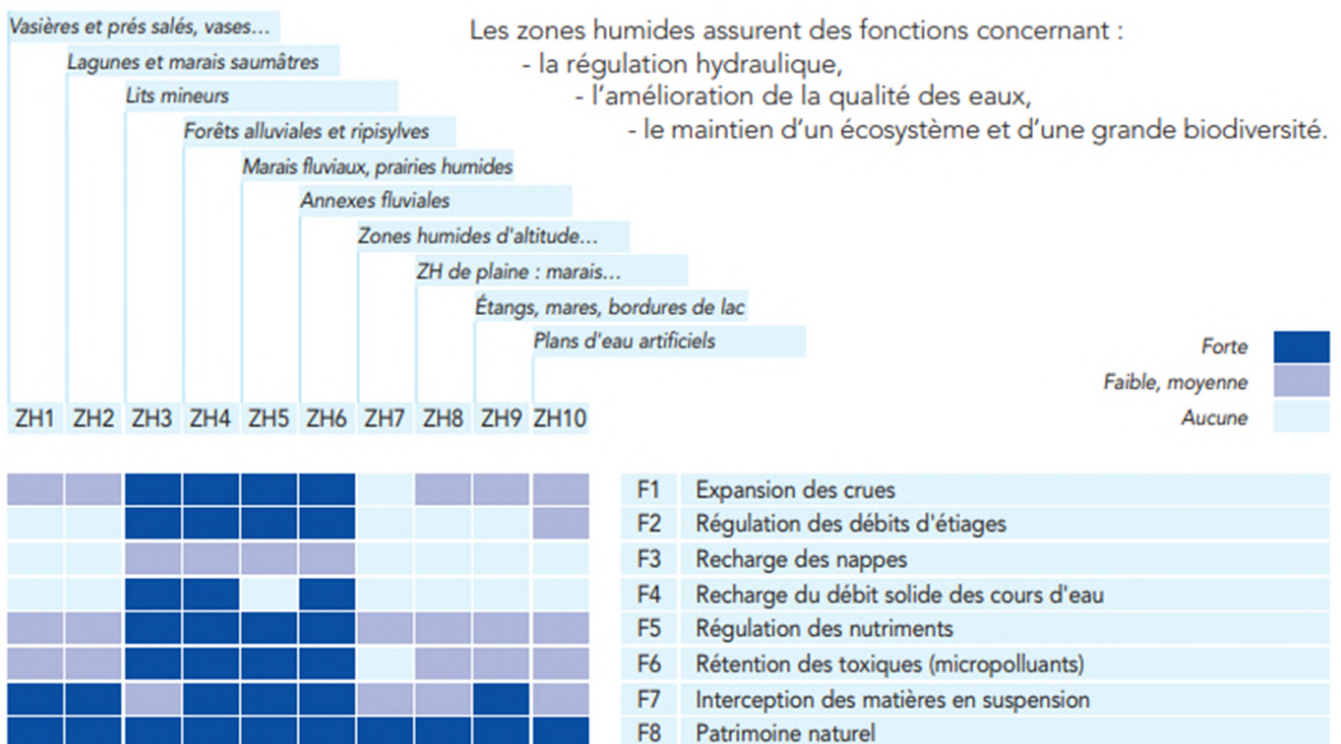 Vasières et prés salés, vases...
Lagunes et marais saumâtres
Lits mineurs
Forêts alluviales et ripisylves
Marais fluviaux, prairies humides
Annexes fluviales
Zones humides d'altitude...
ZH de plaine : marais...
Étangs, mares, bordures de lac
Plans d'eau artificiels
Les zones humides assurent des fonctions concernant :
- la régulation hydraulique,
- l'amélioration de la qualité des eaux,
- le maintien d'un écosystème et d'une grande biodiversité.
Forte
Faible, moyenne
Aucune
ZH1 ZH2 ZH3 ZH4 ZH5 ZH6 ZH7 ZH8 ZH9 ZH10
F1 Expansion des crues
F2 Régulation des débits d'étiages
F3 Recharge des nappes
F4 Recharge du débit solide des cours d'eau
F5 Régulation des nutriments
F6 Rétention des toxiques (micropolluants)
F7 Interception des matières en suspension
F8 Patrimoine naturel